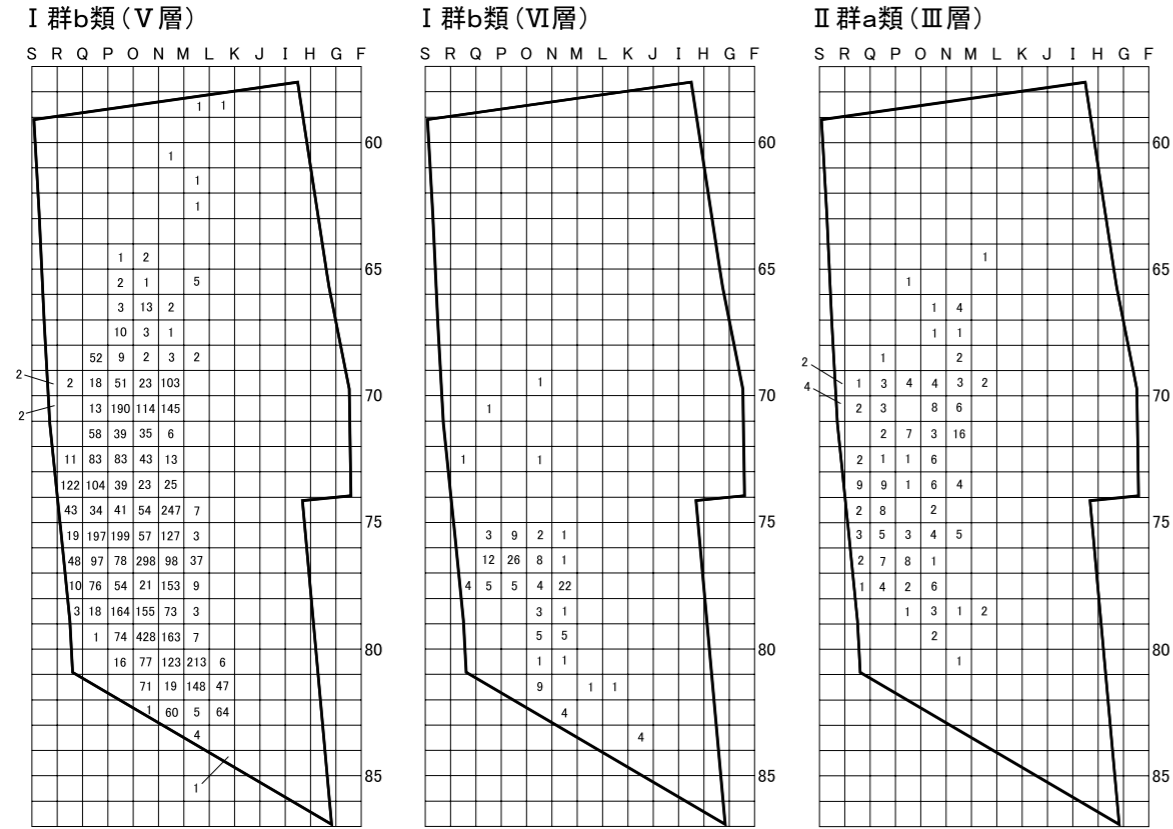 Ⅰ群b類（Ⅴ層）
S R Q P O N M L K J I H G F
1 1
60
1
1
1
1 2
65
2 1 5
3 13 2
10 3 1
52 9 2 3 2
2 2 18 51 23 103
70
2 13 190 114 145
58 39 35 6
11 83 83 43 13
122 104 39 23 25
43 34 41 54 247 7
75
19 197 199 57 127 3
48 97 78 298 98 37
10 76 54 21 153 9
3 18 164 155 73 3
1 74 428 163 7
80
16 77 123 213 6
71 19 148 47
1 60 5 64
4
85
1
Ⅰ群b類（Ⅵ層）
S R Q P O N M L K J I H G F
60
65
1
70
1
1 1
75
3 9 2 1
12 26 8 1
4 5 5 4 22
3 1
5 5
80
1 1
9 1 1
4
4
85
Ⅱ群a類（Ⅲ層）
S R Q P O N M L K J I H G F
60
1
65
1
1 4
1 1
1 2
2 1 3 4 4 3 2
70
4 2 3 8 6
2 7 3 16
2 1 1 6
9 9 1 6 4
2 8 2
75
3 5 3 4 5
2 7 8 1
1 4 2 6
1 3 1 2
2
80
1
85